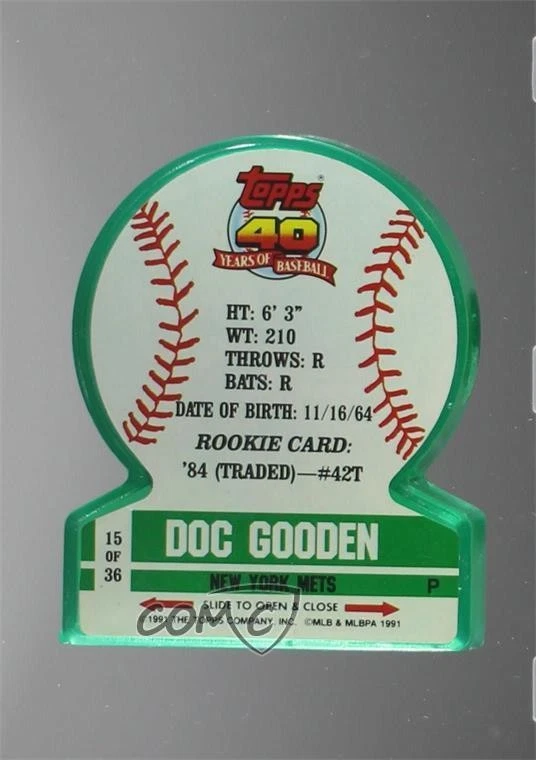 Topps®
40
YEARS OF BASEBALL
HT: 6' 3"
WT: 210
THROWS: R
BATS: R
DATE OF BIRTH: 11/16/64
ROOKIE CARD:
'84 (TRADED)—#42T
15 OF 36
DOC GOODEN
NEW YORK METS P
SLIDE TO OPEN & CLOSE
©1991 THE TOPPS COMPANY, INC. ©MLB & MLBPA 1991
COMC